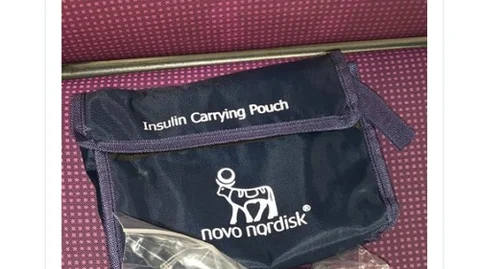 Insulin Carrying Pouch
novo nordisk®